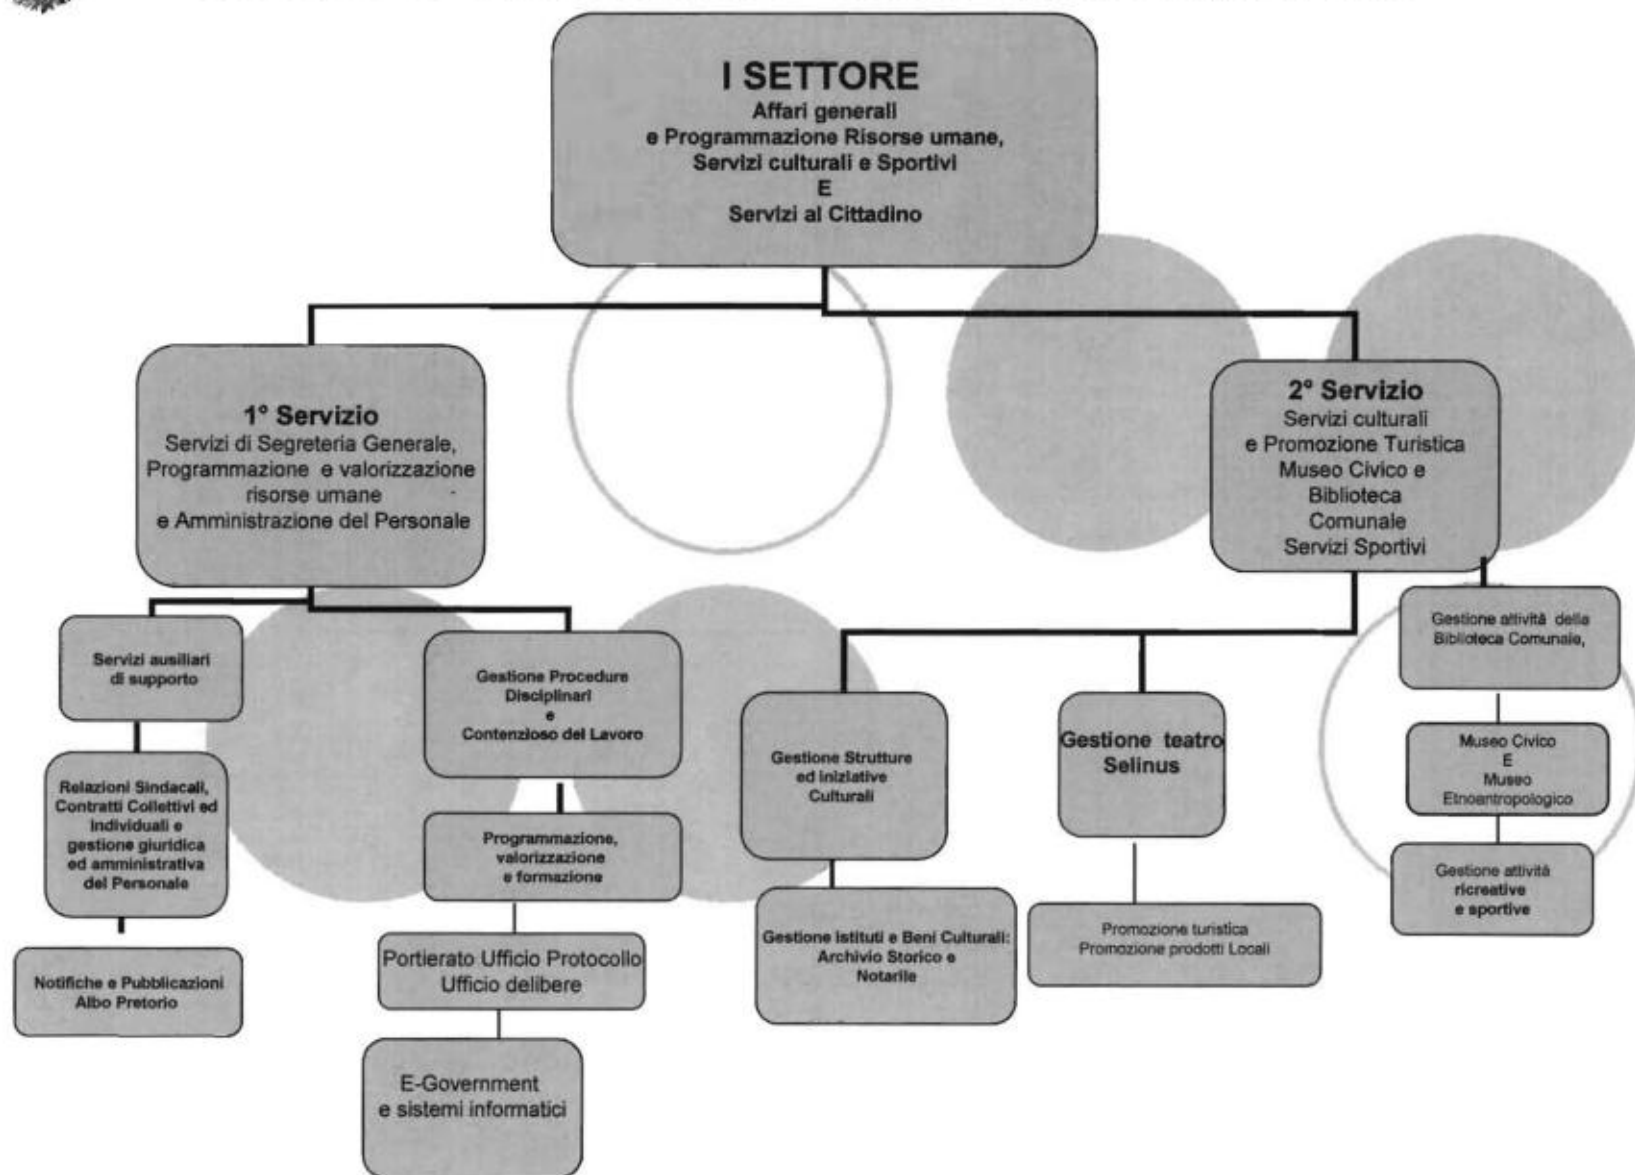 I SETTORE
Affari generali
e Programmazione Risorse umane,
Servizi culturali e Sportivi
E
Servizi al Cittadino
1° Servizio
Servizi di Segreteria Generale,
Programmazione e valorizzazione
risorse umane
e Amministrazione del Personale
2° Servizio
Servizi culturali
e Promozione Turistica
Museo Civico e
Biblioteca
Comunale
Servizi Sportivi
Servizi ausiliari
di supporto
Relazioni Sindacali,
Contratti Collettivi ed
Individuali e
gestione giuridica
ed amministrativa
del Personale
Notifiche e Pubblicazioni
Albo Pretorio
Gestione Procedure
Disciplinari
e
Contenzioso del Lavoro
Programmazione,
valorizzazione
e formazione
Portierato Ufficio Protocollo
Ufficio delibere
E-Government
e sistemi informatici
Gestione Strutture
ed iniziative
Culturali
Gestione Istituti e Beni Culturali:
Archivio Storico e
Notarile
Gestione teatro
Selinus
Promozione turistica
Promozione prodotti Locali
Gestione attività della
Biblioteca Comunale,
Museo Civico
E
Museo
Etnoantropologico
Gestione attività
ricreative
e sportive